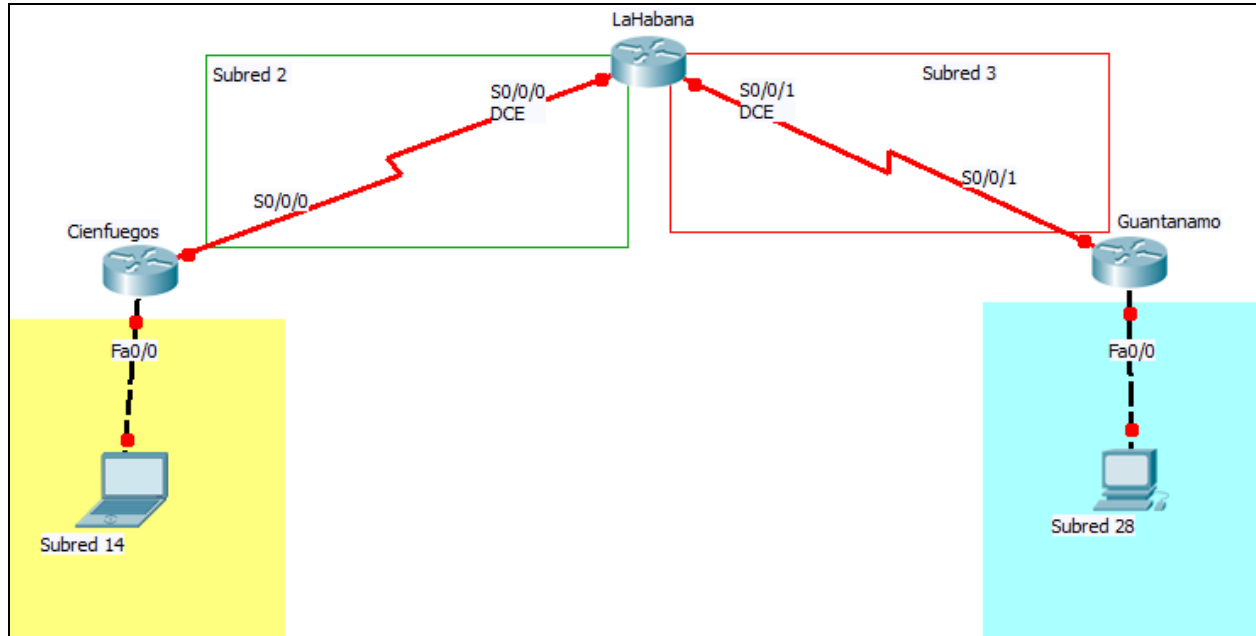 LaHabana
Subred 2
Subred 3
S0/0/0
DCE
S0/0/1
DCE
S0/0/0
S0/0/1
Cienfuegos
Guantanamo
Fa0/0
Fa0/0
Subred 14
Subred 28